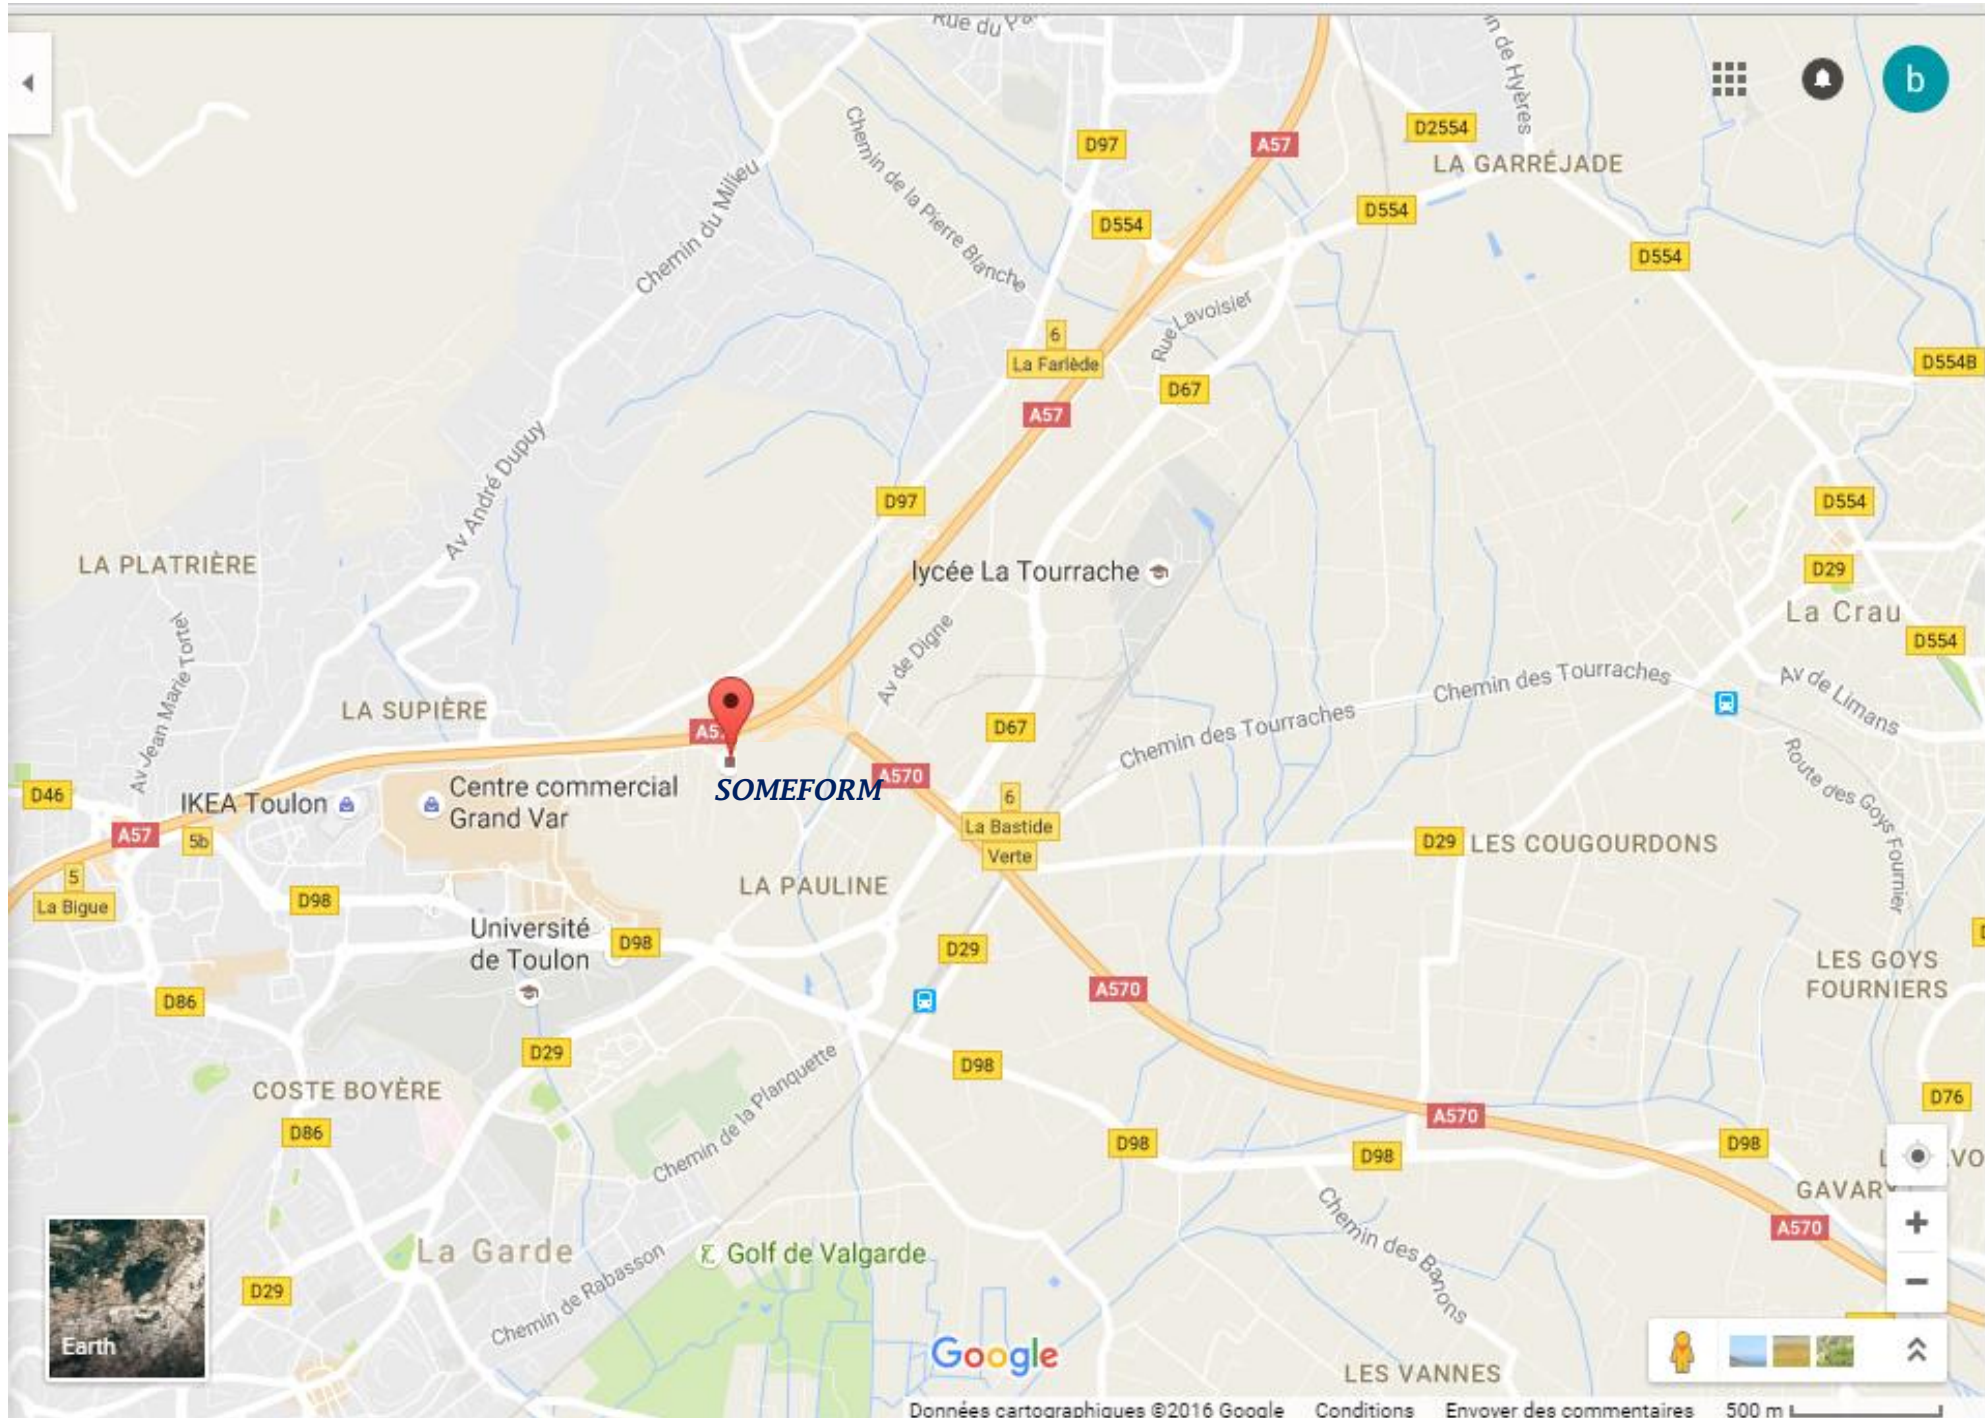 b
Chemin de la Pierre Blanche
D97
A57
D2554
LA GARRÉJADE
Chemin du Milieu
D554
D554
D554
Rue Lavoisier
6
La Farlède
D67
D554B
A57
Av André Dupuy
D97
D554
LA PLATRIÈRE
lycée La Tourrache
D29
La Crau
D554
Av Jean Marie Tortel
Av de Digne
LA SUPIÈRE
Chemin des Tourraches
Chemin des Tourraches
Av de Limans
D67
Route des Goys Fournier
D46
IKEA Toulon
Centre commercial
Grand Var
SOMEFORM
A570
6
La Bastide
Verte
A57
5b
D29
LES COUGOURDONS
5
La Bigue
D98
LA PAULINE
Université
de Toulon
D98
D29
LES GOYS
FOURNIERS
D86
A570
D29
D98
Chemin de la Planquette
COSTE BOYÈRE
D76
D86
A570
D98
D98
D98
Chemin des Banons
A570
La Garde
Golf de Valgarde
Chemin de Rabasson
D29
Earth
Google
LES VANNES
Données cartographiques ©2016 Google Conditions Envoyer des commentaires 500 m